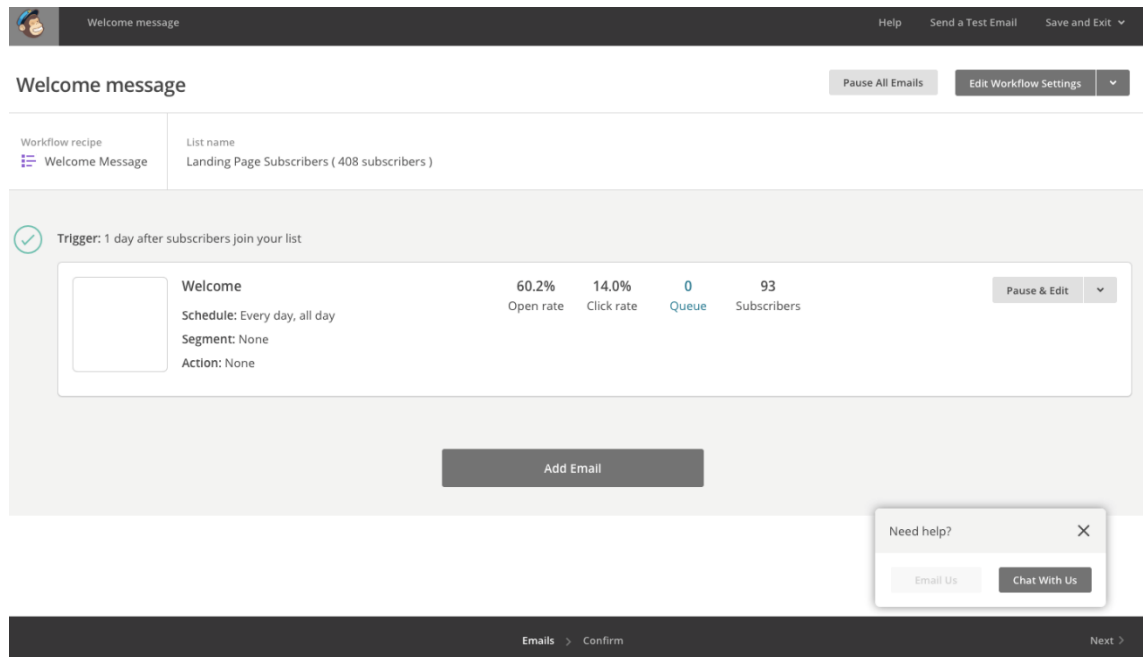 Welcome message Help Send a Test Email Save and Exit
Welcome message Pause All Emails Edit Workflow Settings
Workflow recipe List name
Welcome Message Landing Page Subscribers ( 408 subscribers )
Trigger: 1 day after subscribers join your list
Welcome 60.2% 14.0% 0 93 Pause & Edit
Open rate Click rate Queue Subscribers
Schedule: Every day, all day
Segment: None
Action: None
Add Email
Need help?
Email Us Chat With Us
Emails > Confirm Next >